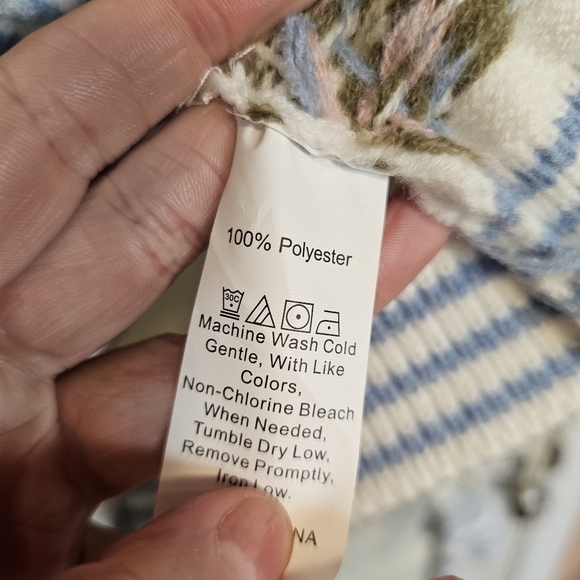 100% Polyester
30C
Machine Wash Cold
Gentle, With Like
Colors,
Non-Chlorine Bleach
When Needed,
Tumble Dry Low,
Remove Promptly,
Iron Low.
NA